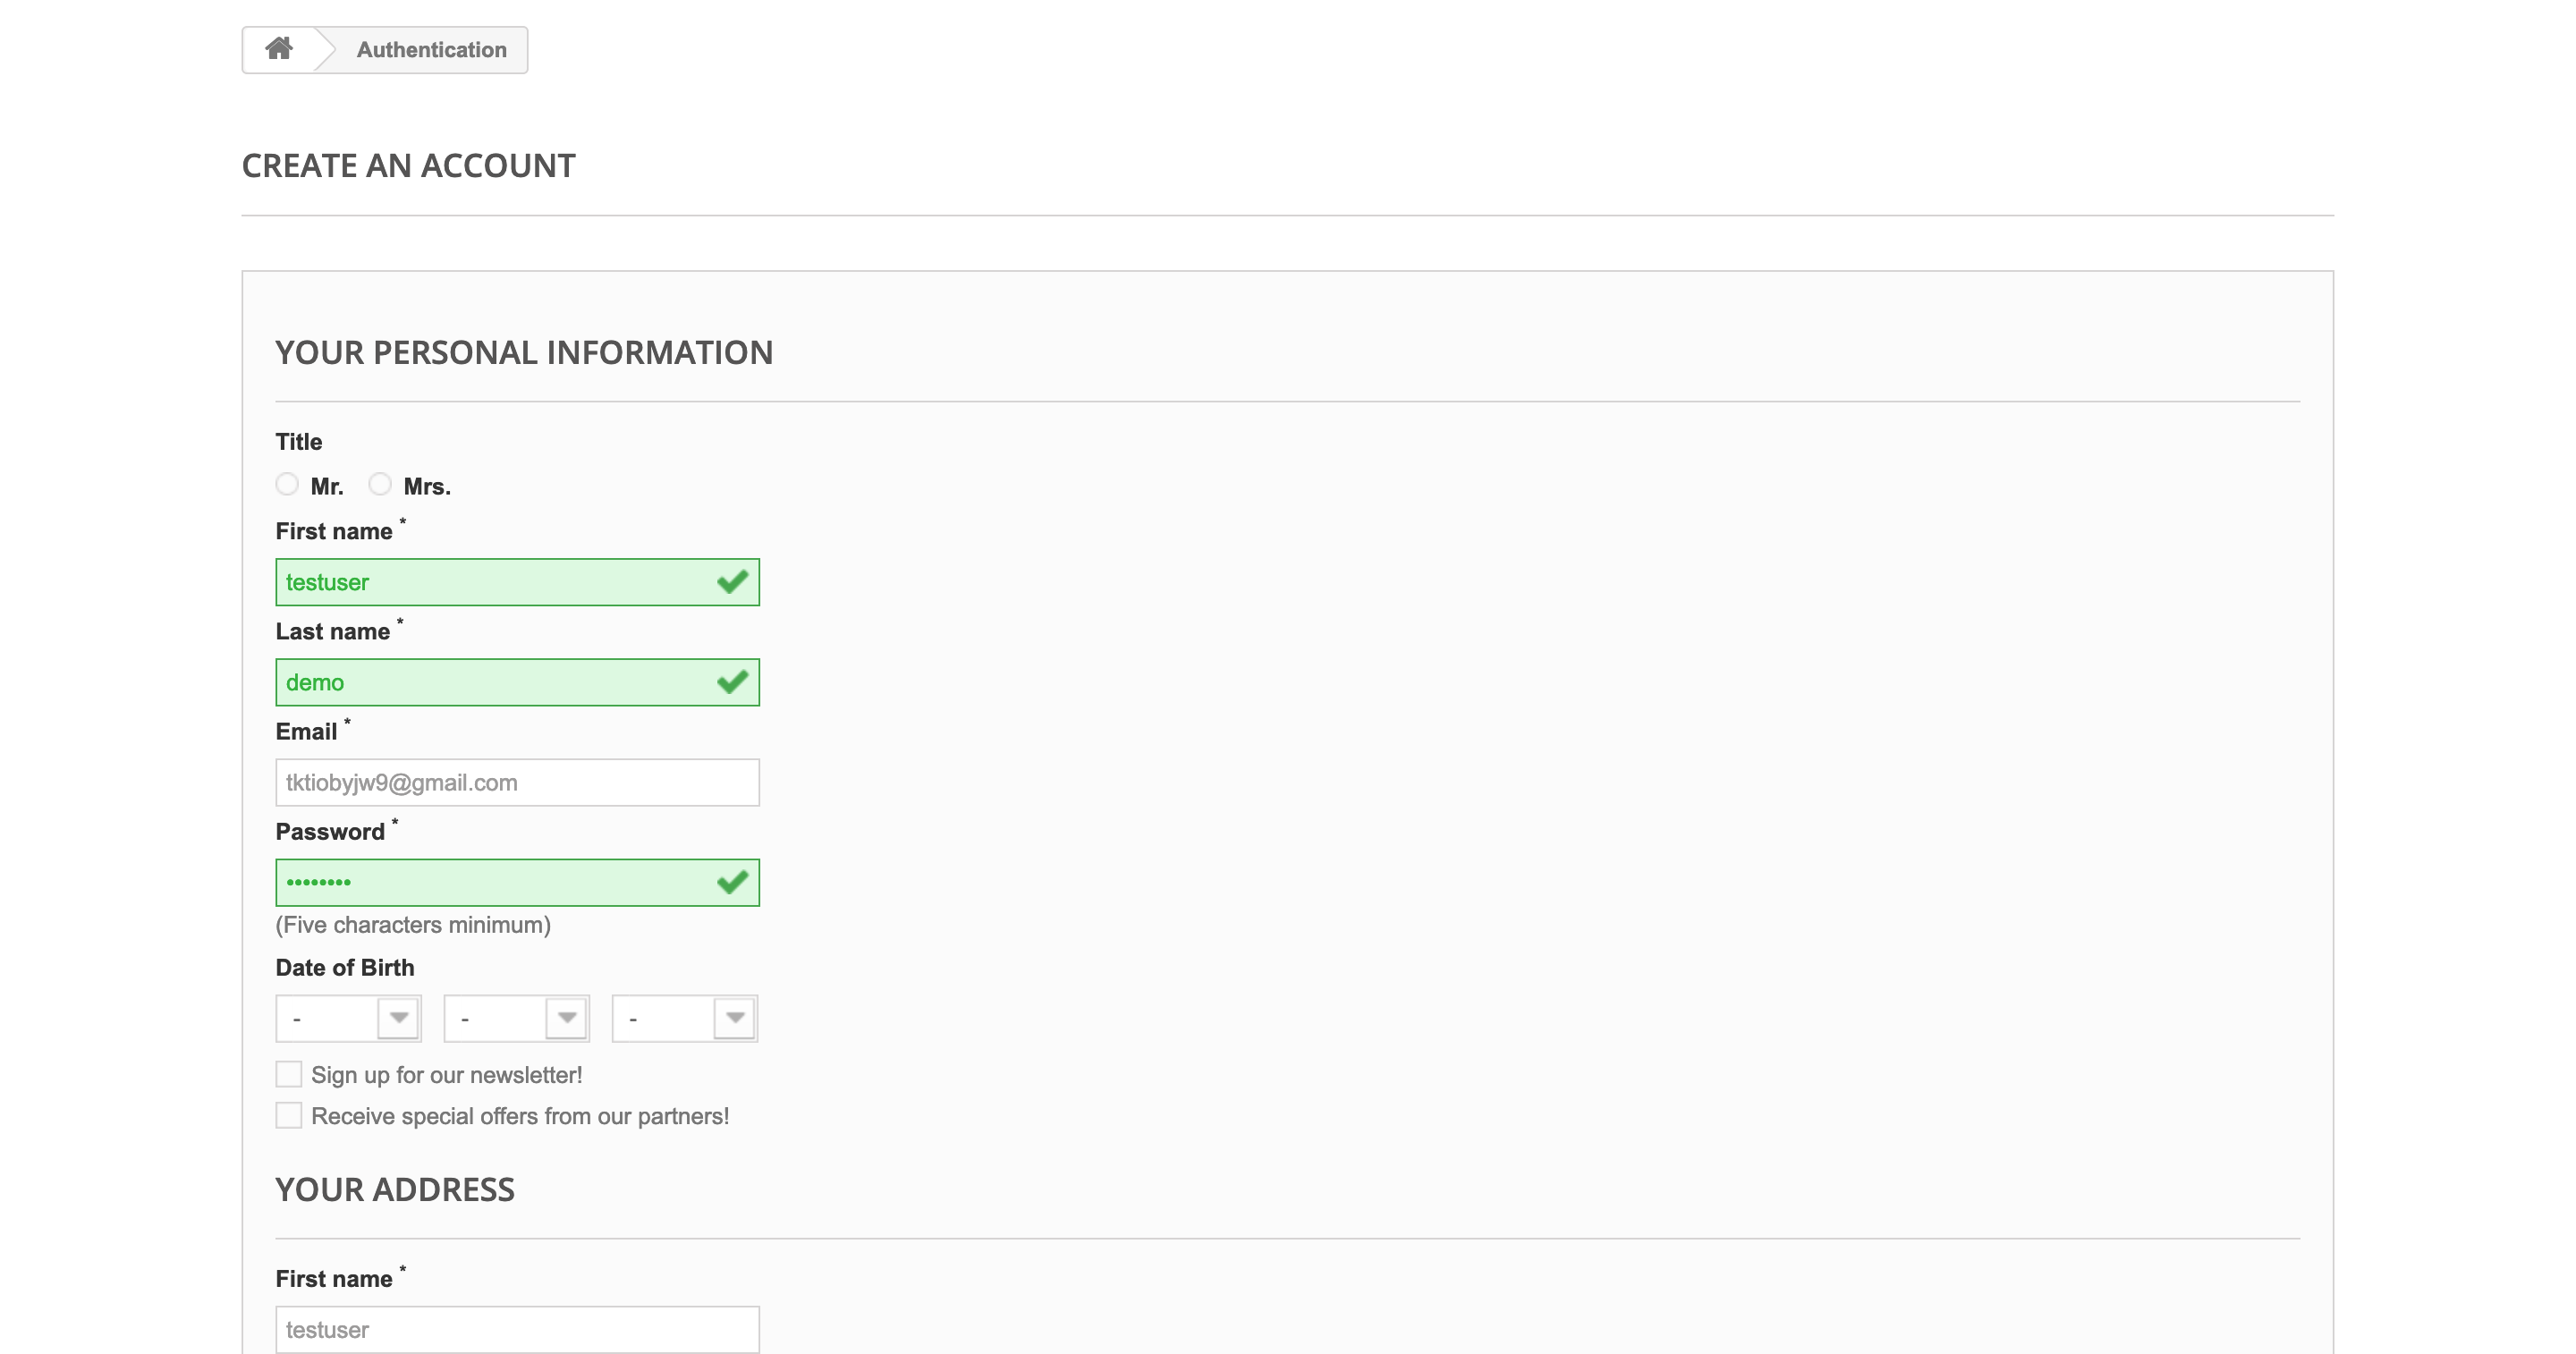 Authentication
CREATE AN ACCOUNT
YOUR PERSONAL INFORMATION
Title
Mr. Mrs.
First name *
testuser
Last name *
demo
Email *
tktiobyjw9@gmail.com
Password *
••••••••
(Five characters minimum)
Date of Birth
- - -
Sign up for our newsletter!
Receive special offers from our partners!
YOUR ADDRESS
First name *
testuser